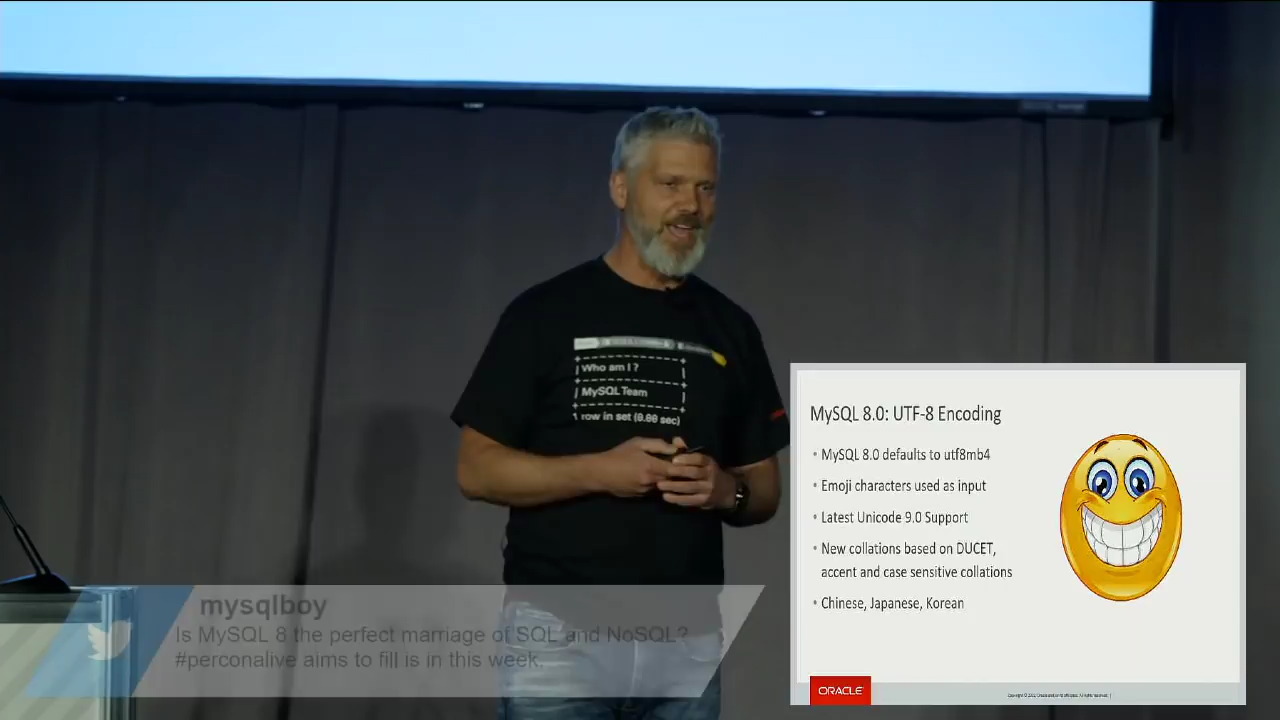 Who am I ?
MySQL Team
1 row in set (0.00 sec)
MySQL 8.0: UTF-8 Encoding
• MySQL 8.0 defaults to utf8mb4
• Emoji characters used as input
• Latest Unicode 9.0 Support
• New collations based on DUCET,
accent and case sensitive collations
• Chinese, Japanese, Korean
ORACLE
mysqlboy
Is MySQL 8 the perfect marriage of SQL and NoSQL?
#perconalive aims to fill is in this week.